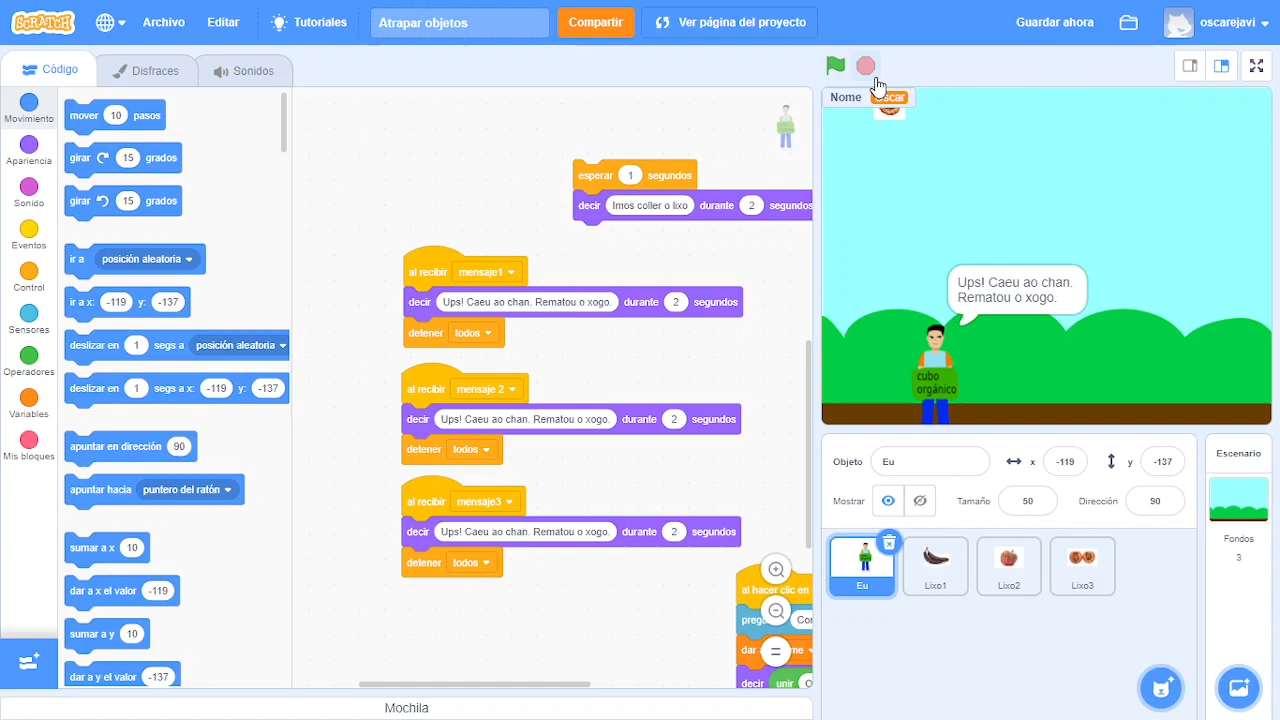 SCRATCH
Archivo
Editar
Tutoriales
Atrapar objetos
Compartir
Ver página del proyecto
Guardar ahora
oscarejavi
Código
Disfraces
Sonidos
Movimiento
Apariencia
Sonido
Eventos
Control
Sensores
Operadores
Variables
Mis bloques
mover 10 pasos
girar 15 grados
girar 15 grados
ir a posición aleatoria
ir a x: -119 y: -137
deslizar en 1 segs a posición aleatoria
deslizar en 1 segs a x: -119 y: -137
apuntar en dirección 90
apuntar hacia puntero del ratón
sumar a x 10
dar a x el valor -119
sumar a y 10
dar a y el valor -137
esperar 1 segundos
decir Imos coller o lixo durante 2 segundos
al recibir mensaje1
decir Ups! Caeu ao chan. Rematou o xogo. durante 2 segundos
detener todos
al recibir mensaje 2
decir Ups! Caeu ao chan. Rematou o xogo. durante 2 segundos
detener todos
al recibir mensaje3
decir Ups! Caeu ao chan. Rematou o xogo. durante 2 segundos
detener todos
al hacer clic en
decir unir
Mochila
Nome
Ups! Caeu ao chan.
Rematou o xogo.
cubo
orgánico
Objeto Eu x -119 y -137
Mostrar Tamaño 50 Dirección 90
Eu
Lixo1
Lixo2
Lixo3
Escenario
Fondos
3